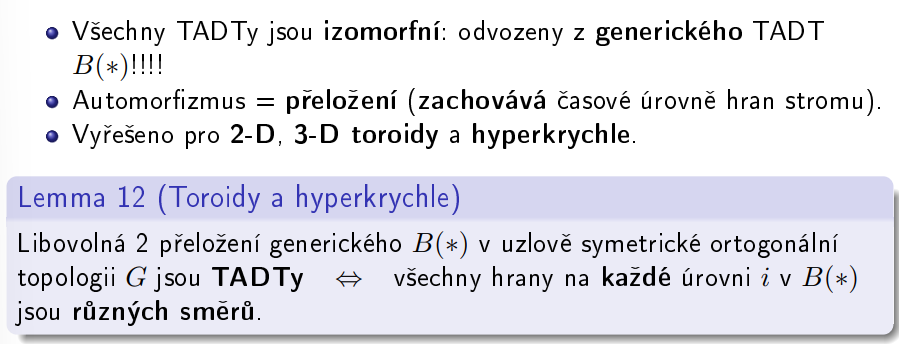 Všechny TADTy jsou izomorfní: odvozeny z generického TADT
B(∗)!!!!
Automorfizmus = přeložení (zachovává časové úrovně hran stromu).
Vyřešeno pro 2-D, 3-D toroidy a hyperkrychle.
Lemma 12 (Toroidy a hyperkrychle)
Libovolná 2 přeložení generického B(∗) v uzlově symetrické ortogonální
topologii G jsou TADTy ⇔ všechny hrany na každé úrovni i v B(∗)
jsou různých směrů.